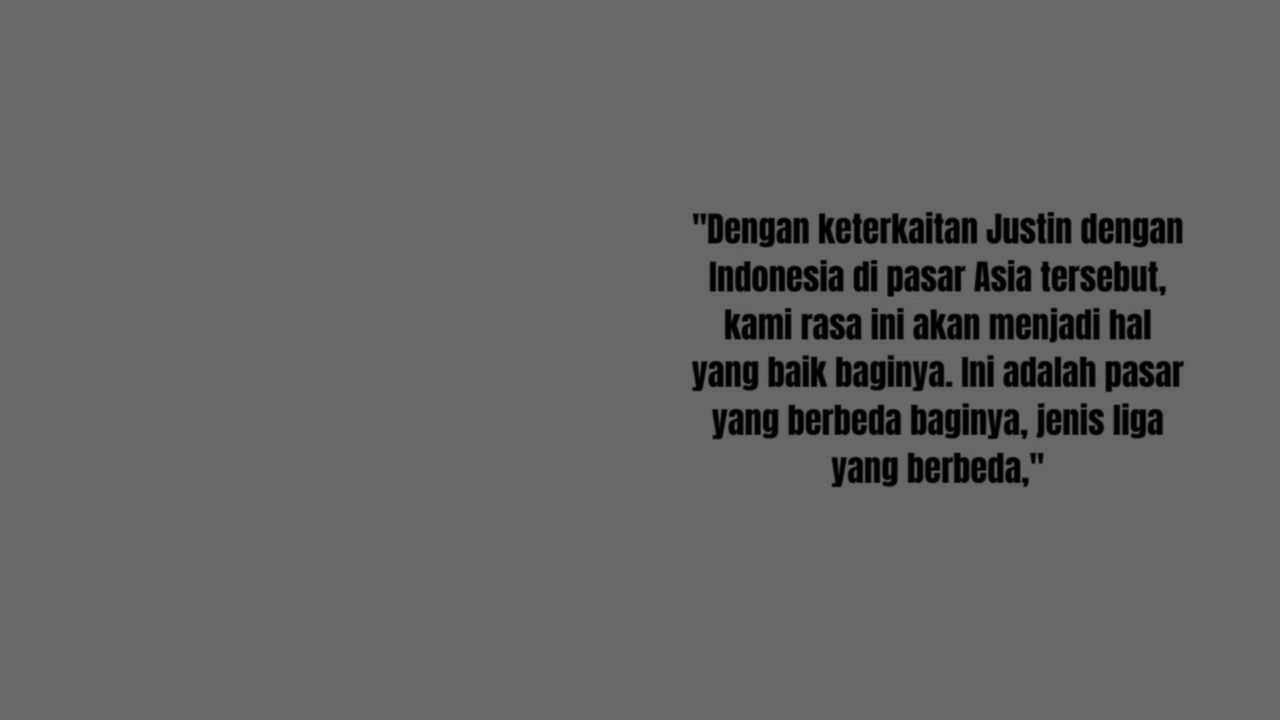 "Dengan keterkaitan Justin dengan
Indonesia di pasar Asia tersebut,
kami rasa ini akan menjadi hal
yang baik baginya. Ini adalah pasar
yang berbeda baginya, jenis liga
yang berbeda,"